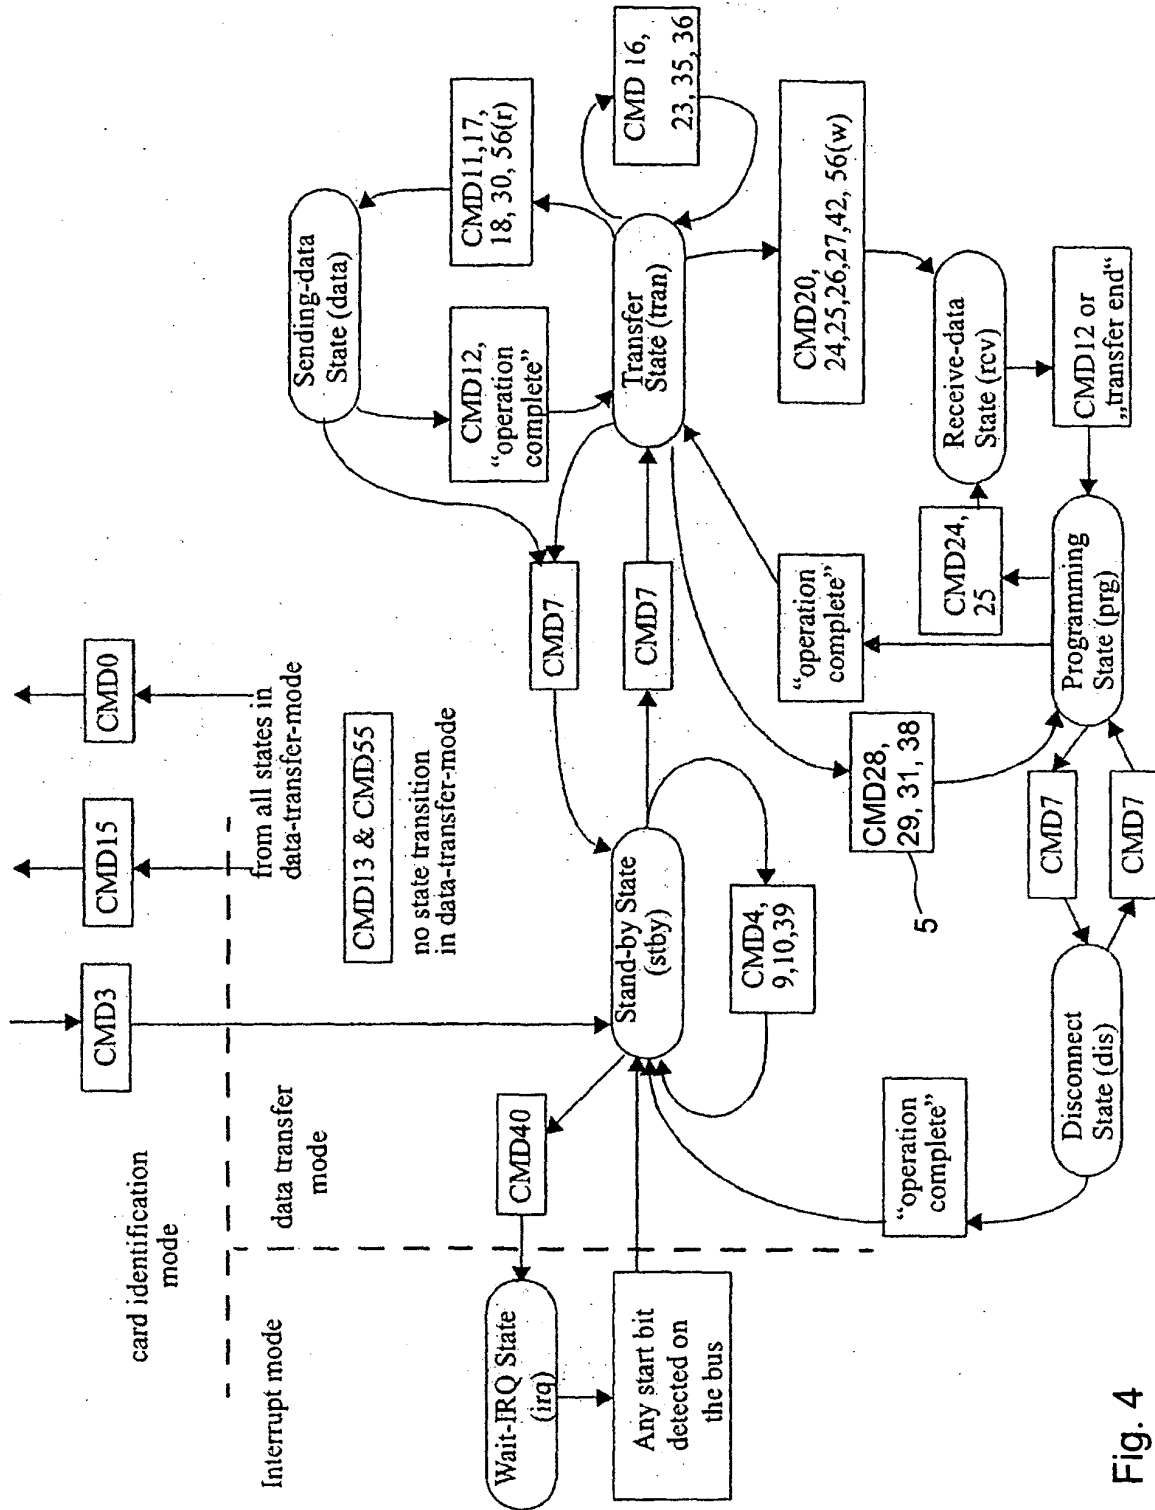 card identification
mode
CMD3
CMD15
CMD0
Interrupt mode
data transfer
mode
from all states in
data-transfer-mode
CMD13 & CMD55
no state transition
in data-transfer-mode
Sending-data
State (data)
CMD12,
“operation
complete”
CMD11,17,
18, 30, 56(r)
Wait-IRQ State
(irq)
CMD40
CMD7
Any start bit
detected on
the bus
Stand-by State
(stby)
CMD7
Transfer
State (tran)
CMD 16,
23, 35, 36
CMD4,
9,10,39
CMD28,
29, 31, 38
5
“operation
complete”
CMD20,
24,25,26,27,42, 56(w)
“operation
complete”
CMD24,
25
Receive-data
State (rcv)
Disconnect
State (dis)
CMD7
CMD7
Programming
State (prg)
CMD12 or
„transfer end“
Fig. 4